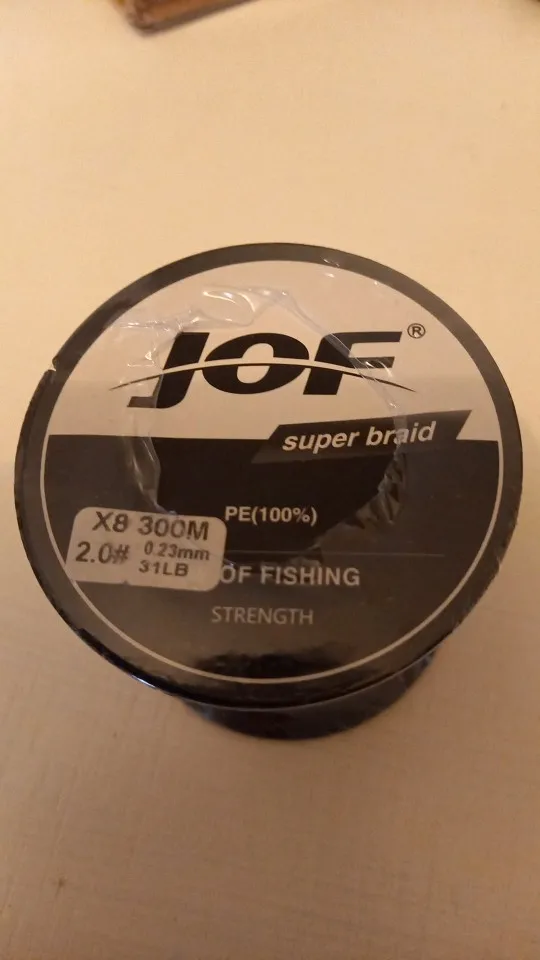 JOF®
super braid
PE(100%)
X8 300M
2.0# 0.23mm
31LB
OF FISHING
STRENGTH